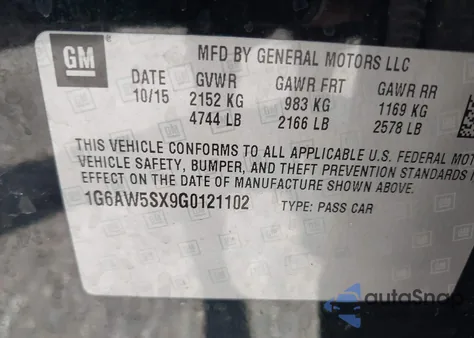 GM
MFD BY GENERAL MOTORS LLC
DATE GVWR GAWR FRT GAWR RR
10/15 2152 KG 983 KG 1169 KG
4744 LB 2166 LB 2578 LB
THIS VEHICLE CONFORMS TO ALL APPLICABLE U.S. FEDERAL MOTOR
VEHICLE SAFETY, BUMPER, AND THEFT PREVENTION STANDARDS IN
EFFECT ON THE DATE OF MANUFACTURE SHOWN ABOVE.
1G6AW5SX9G0121102 TYPE: PASS CAR
autoSnap